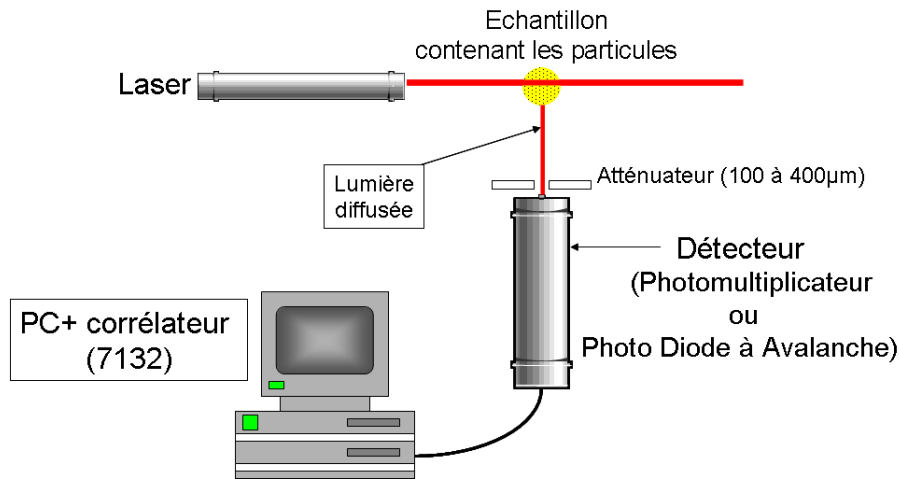 Echantillon
contenant les particules
Laser
Lumière
diffusée
Atténuateur (100 à 400µm)
Détecteur
(Photomultiplicateur
ou
Photo Diode à Avalanche)
PC+ corrélateur
(7132)